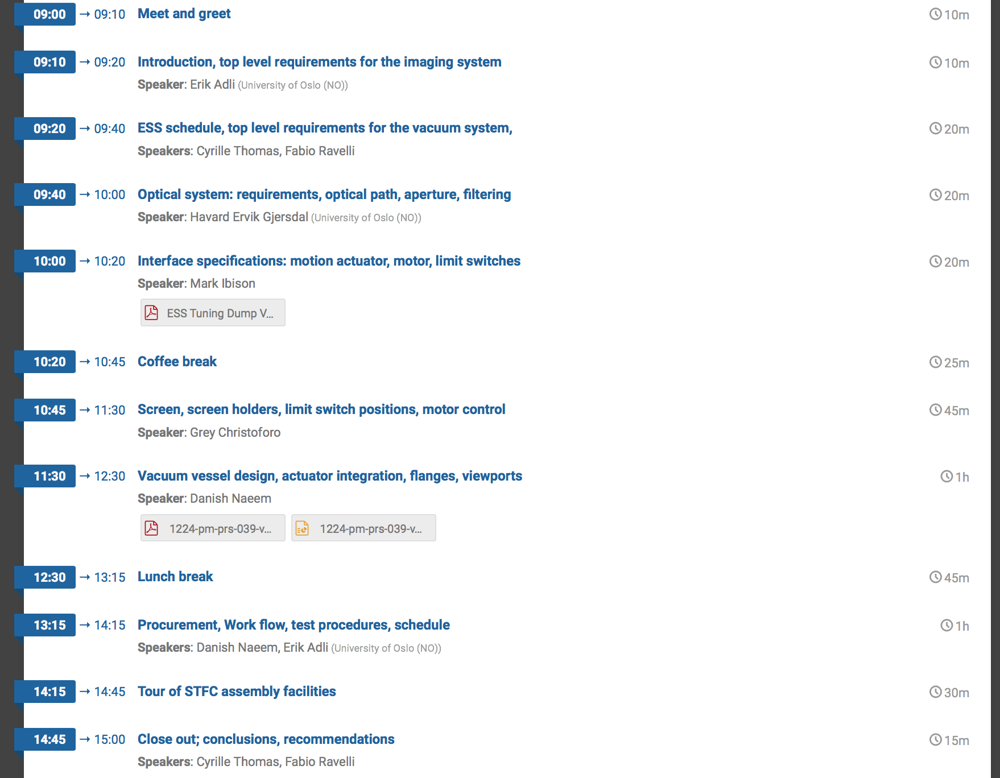 09:00 → 09:10 Meet and greet 10m
09:10 → 09:20 Introduction, top level requirements for the imaging system 10m
Speaker: Erik Adli (University of Oslo (NO))
09:20 → 09:40 ESS schedule, top level requirements for the vacuum system, 20m
Speakers: Cyrille Thomas, Fabio Ravelli
09:40 → 10:00 Optical system: requirements, optical path, aperture, filtering 20m
Speaker: Havard Ervik Gjersdal (University of Oslo (NO))
10:00 → 10:20 Interface specifications: motion actuator, motor, limit switches 20m
Speaker: Mark Ibison
ESS Tuning Dump V...
10:20 → 10:45 Coffee break 25m
10:45 → 11:30 Screen, screen holders, limit switch positions, motor control 45m
Speaker: Grey Christoforo
11:30 → 12:30 Vacuum vessel design, actuator integration, flanges, viewports 1h
Speaker: Danish Naeem
1224-pm-prs-039-v... 1224-pm-prs-039-v...
12:30 → 13:15 Lunch break 45m
13:15 → 14:15 Procurement, Work flow, test procedures, schedule 1h
Speakers: Danish Naeem, Erik Adli (University of Oslo (NO))
14:15 → 14:45 Tour of STFC assembly facilities 30m
14:45 → 15:00 Close out; conclusions, recommendations 15m
Speakers: Cyrille Thomas, Fabio Ravelli